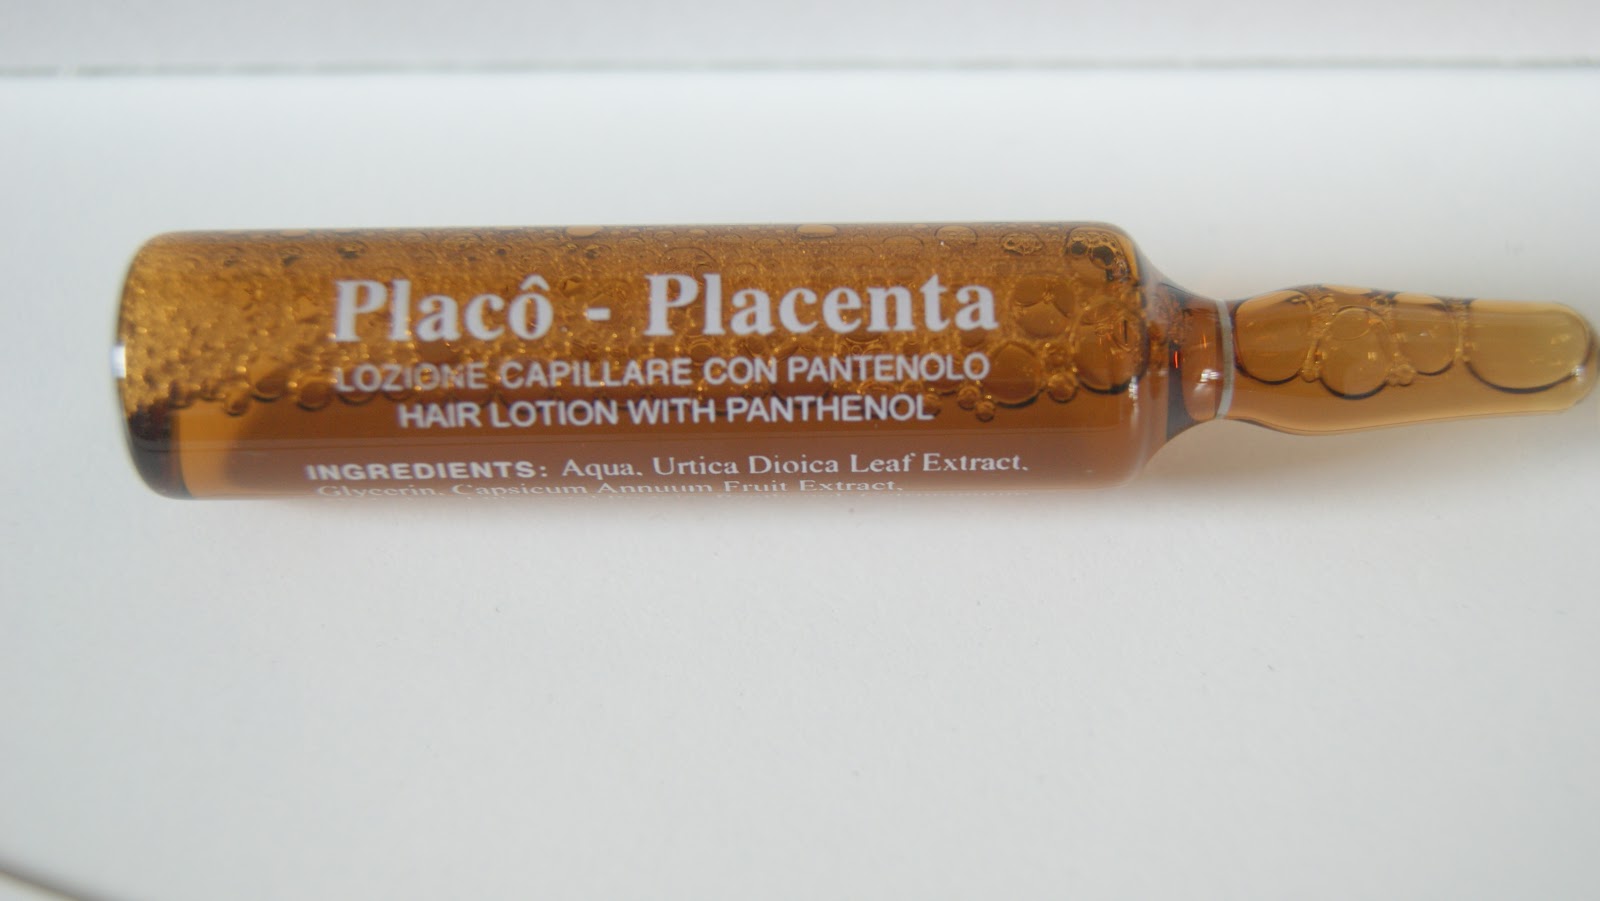 Placô - Placenta
LOZIONE CAPILLARE CON PANTENOLO
HAIR LOTION WITH PANTHENOL
INGREDIENTS: Aqua, Urtica Dioica Leaf Extract,
Glycerin, Capsicum Annuum Fruit Extract,